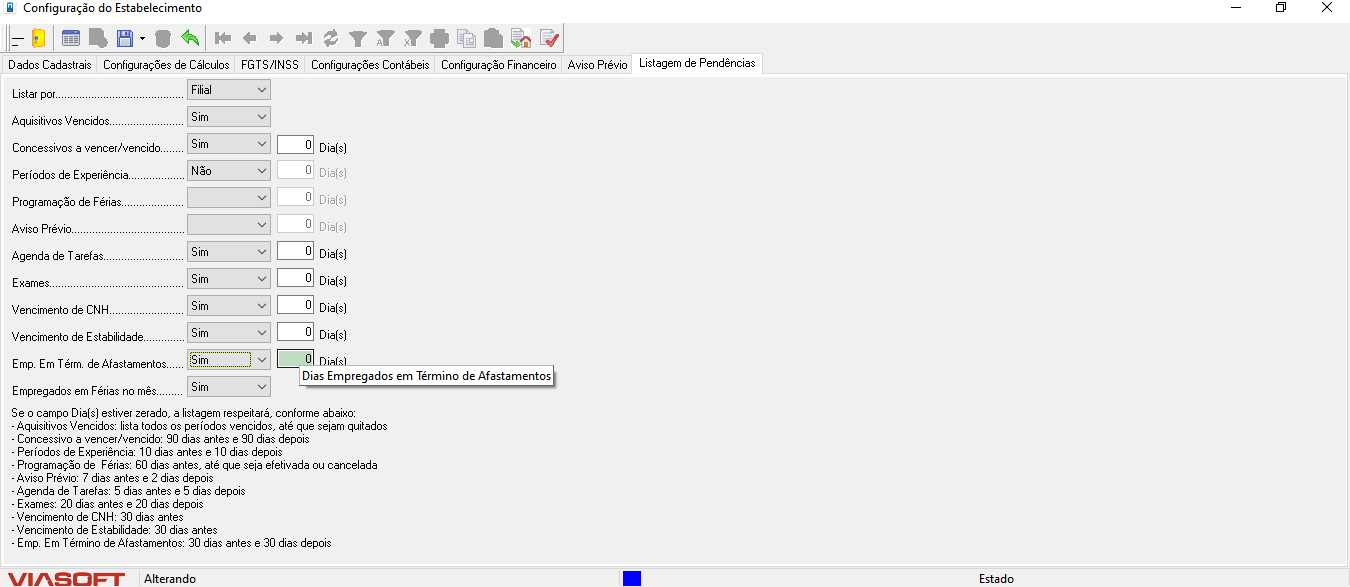 Configuração do Estabelecimento
Dados Cadastrais Configurações de Cálculos FGTS/INSS Configurações Contábeis Configuração Financeiro Aviso Prévio Listagem de Pendências
Listar por........................................... Filial
Aquisitivos Vencidos......................... Sim
Concessivos a vencer/vencido........ Sim 0 Dia(s)
Períodos de Experiência................... Não 0 Dia(s)
Programação de Férias..................... 0 Dia(s)
Aviso Prévio...................................... 0 Dia(s)
Agenda de Tarefas........................... Sim 0 Dia(s)
Exames............................................. Sim 0 Dia(s)
Vencimento de CNH......................... Sim 0 Dia(s)
Vencimento de Estabilidade.............. Sim 0 Dia(s)
Emp. Em Térm. de Afastamentos...... Sim 0 Dia(s)
Dias Empregados em Término de Afastamentos
Empregados em Férias no mês......... Sim
Se o campo Dia(s) estiver zerado, a listagem respeitará, conforme abaixo:
- Aquisitivos Vencidos: lista todos os períodos vencidos, até que sejam quitados
- Concessivo a vencer/vencido: 90 dias antes e 90 dias depois
- Períodos de Experiência: 10 dias antes e 10 dias depois
- Programação de  Férias: 60 dias antes, até que seja efetivada ou cancelada
- Aviso Prévio: 7 dias antes e 2 dias depois
- Agenda de Tarefas: 5 dias antes e 5 dias depois
- Exames: 20 dias antes e 20 dias depois
- Vencimento de CNH: 30 dias antes
- Vencimento de Estabilidade: 30 dias antes
- Emp. Em Término de Afastamentos: 30 dias antes e 30 dias depois
VIASOFT Alterando Estado